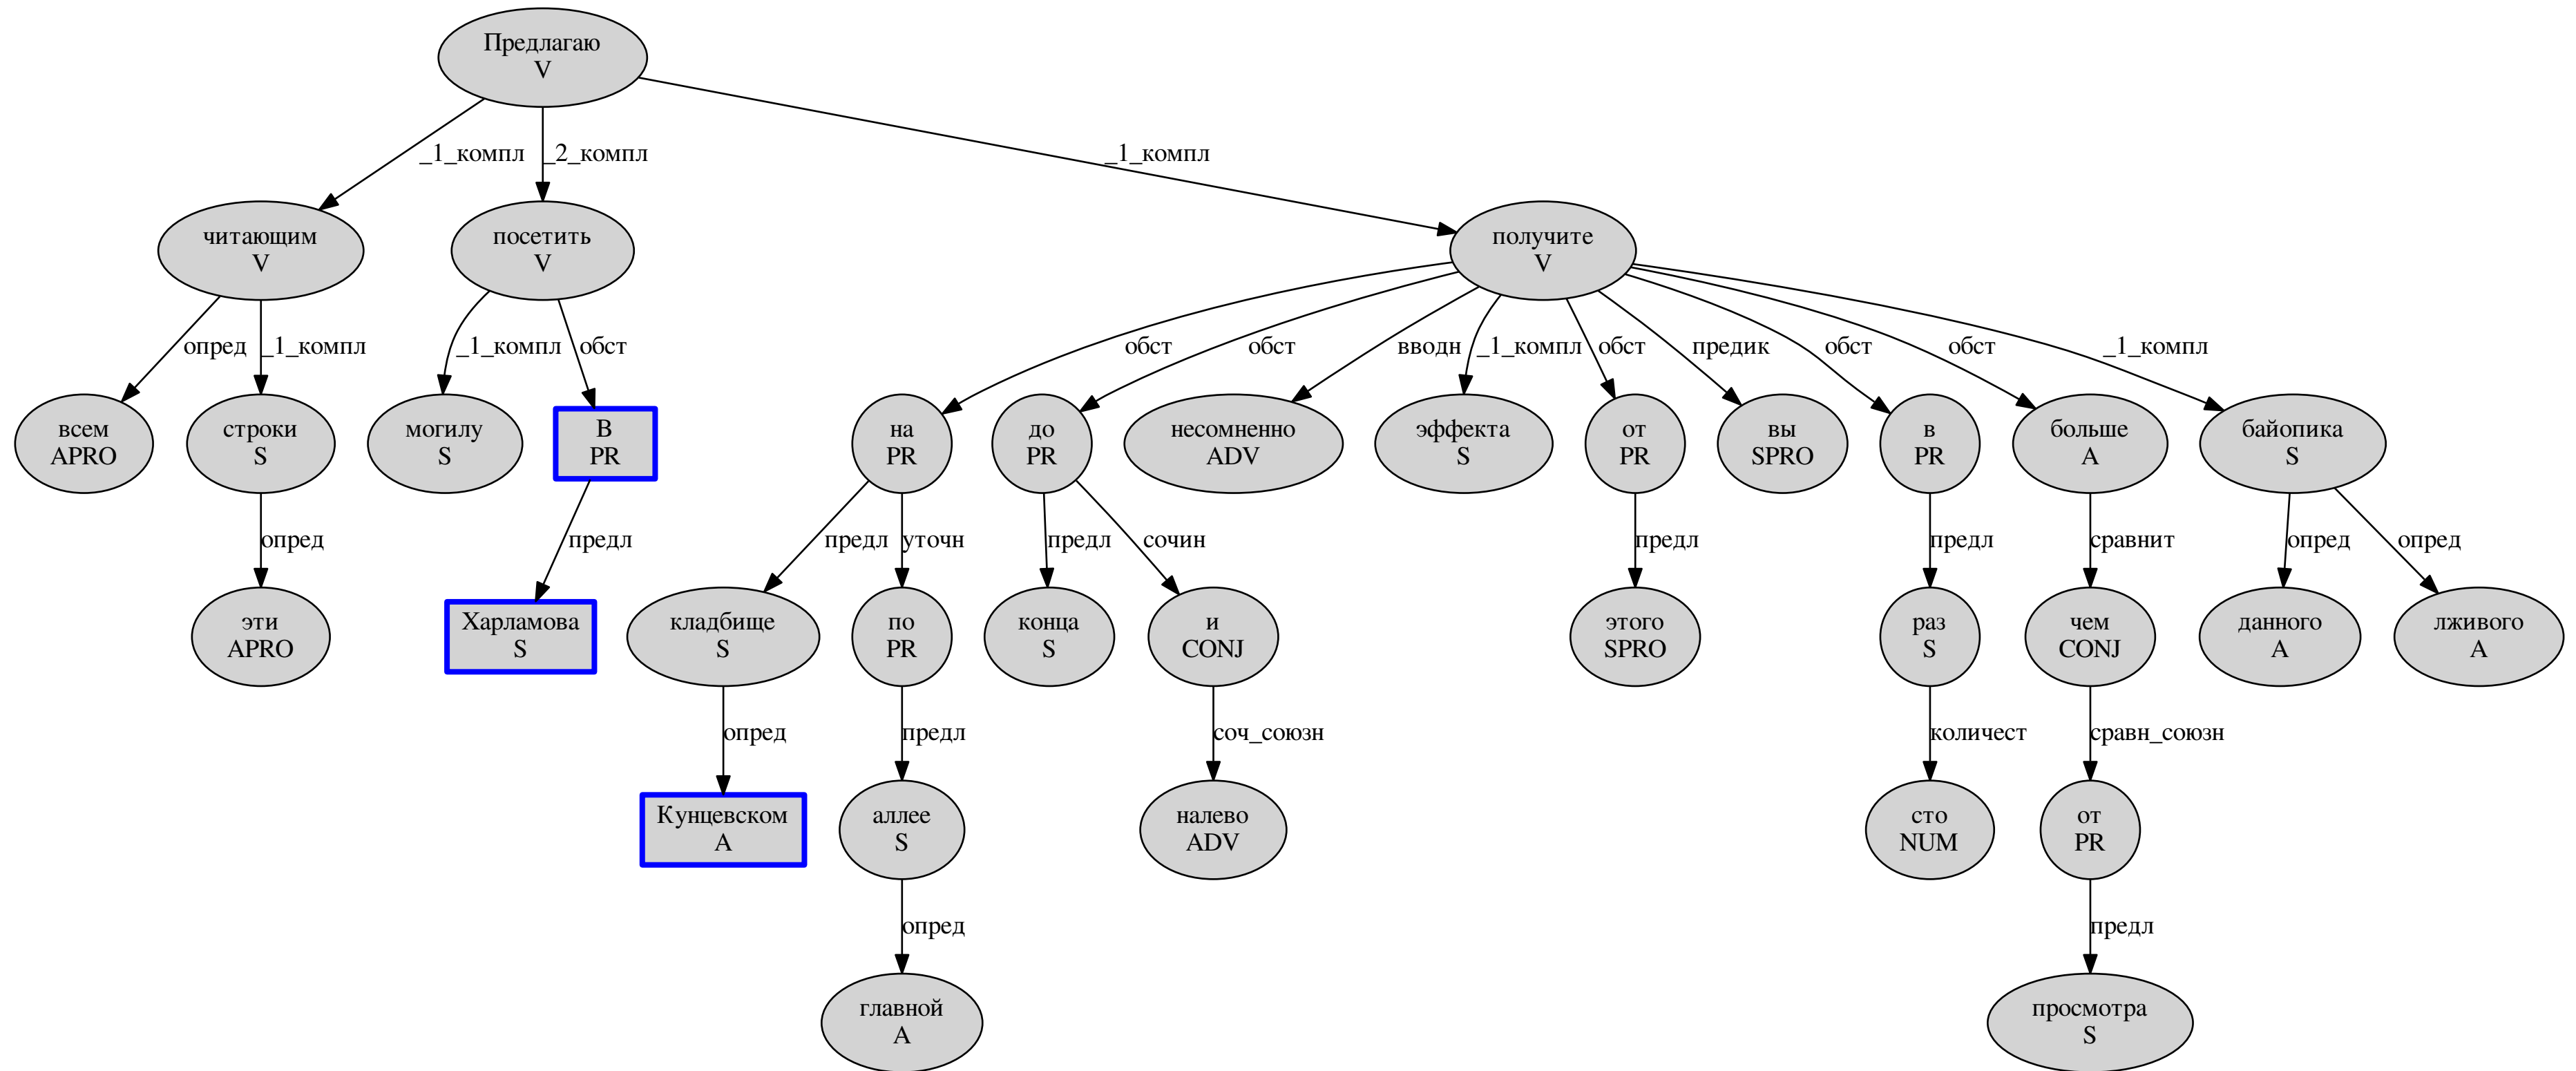 Предлагаю
V
_1_компл
_2_компл
_1_компл
читающим
V
посетить
V
получите
V
опред
_1_компл
_1_компл
обст
обст
обст
вводн
_1_компл
обст
предик
обст
обст
_1_компл
всем
APRO
строки
S
могилу
S
В
PR
на
PR
до
PR
несомненно
ADV
эффекта
S
от
PR
вы
SPRO
в
PR
больше
A
байопика
S
опред
предл
предл
уточн
предл
сочин
предл
предл
сравнит
опред
опред
эти
APRO
Харламова
S
кладбище
S
по
PR
конца
S
и
CONJ
этого
SPRO
раз
S
чем
CONJ
данного
A
лживого
A
опред
предл
соч_союзн
количест
сравн_союзн
Кунцевском
A
аллее
S
налево
ADV
сто
NUM
от
PR
опред
предл
главной
A
просмотра
S